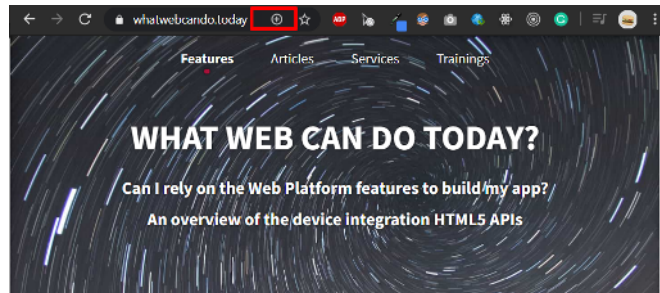 whatwebcando.today
ABP
Features Articles Services Trainings
WHAT WEB CAN DO TODAY?
Can I rely on the Web Platform features to build my app?
An overview of the device integration HTML5 APIs